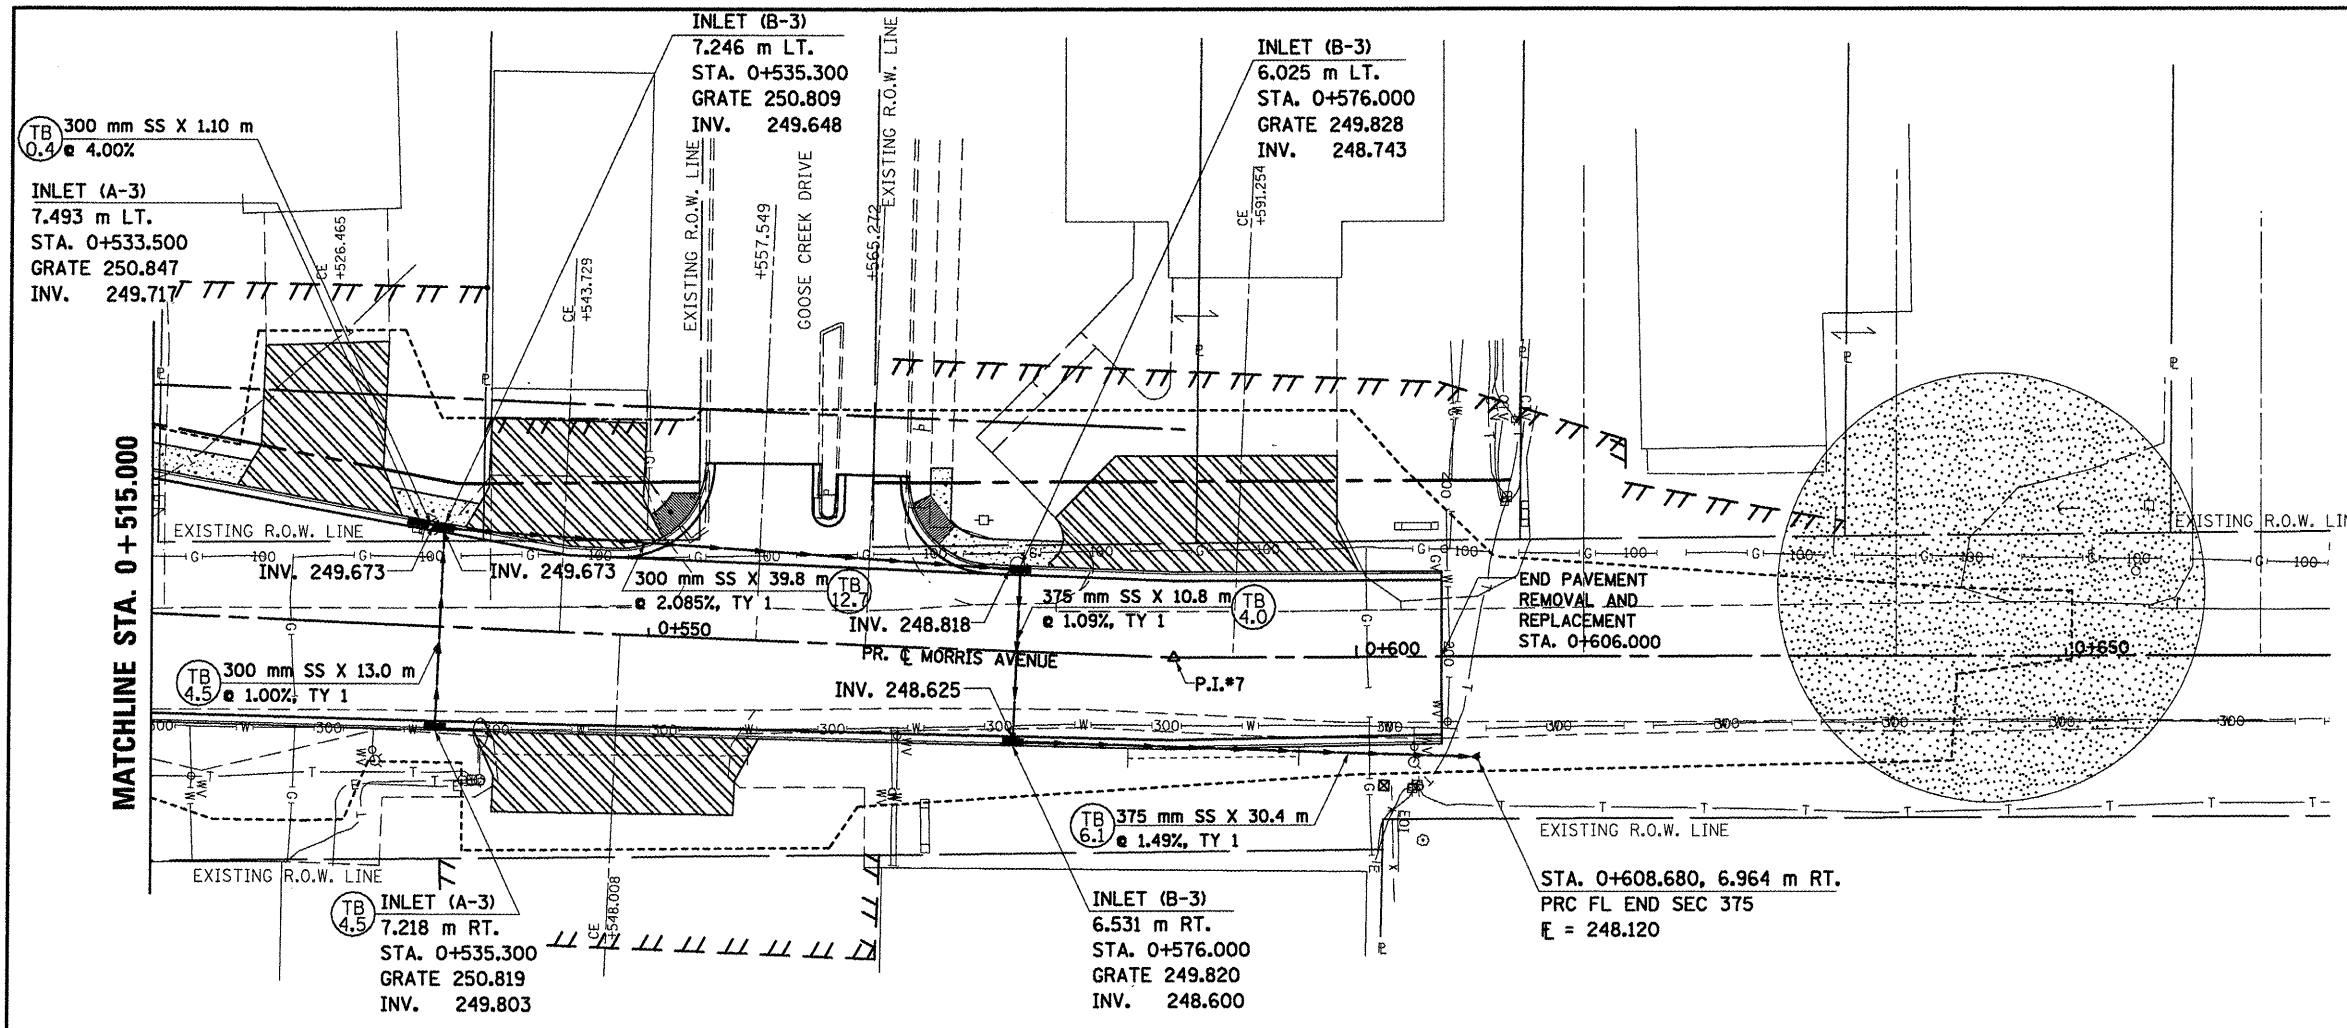 INLET (B-3)
7.246 m LT.
STA. 0+535.300
GRATE 250.809
INV. 249.648
INLET (B-3)
6.025 m LT.
STA. 0+576.000
GRATE 249.828
INV. 248.743
TB
0.4
300 mm SS X 1.10 m
@ 4.00%
INLET (A-3)
7.493 m LT.
STA. 0+533.500
GRATE 250.847
INV. 249.717
CE
+526.465
CE
+543.729
EXISTING R.O.W. LINE
+557.549
GOOSE CREEK DRIVE
+565.272
EXISTING R.O.W. LINE
CE
+591.254
MATCHLINE STA. 0+515.000
EXISTING R.O.W. LINE
EXISTING R.O.W. LIN
INV. 249.673
INV. 249.673
300 mm SS X 39.8 m
@ 2.085%, TY 1
TB
12.7
INV. 248.818
375 mm SS X 10.8 m
@ 1.09%, TY 1
TB
4.0
END PAVEMENT
REMOVAL AND
REPLACEMENT
STA. 0+606.000
0+550
PR. ℄ MORRIS AVENUE
0+600
0+650
TB
4.5
300 mm SS X 13.0 m
@ 1.00%, TY 1
INV. 248.625
P.I.#7
TB
6.1
375 mm SS X 30.4 m
@ 1.49%, TY 1
EXISTING R.O.W. LINE
EXISTING R.O.W. LINE
TB
4.5
INLET (A-3)
7.218 m RT.
STA. 0+535.300
GRATE 250.819
INV. 249.803
CE
+548.008
INLET (B-3)
6.531 m RT.
STA. 0+576.000
GRATE 249.820
INV. 248.600
STA. 0+608.680, 6.964 m RT.
PRC FL END SEC 375
FL = 248.120